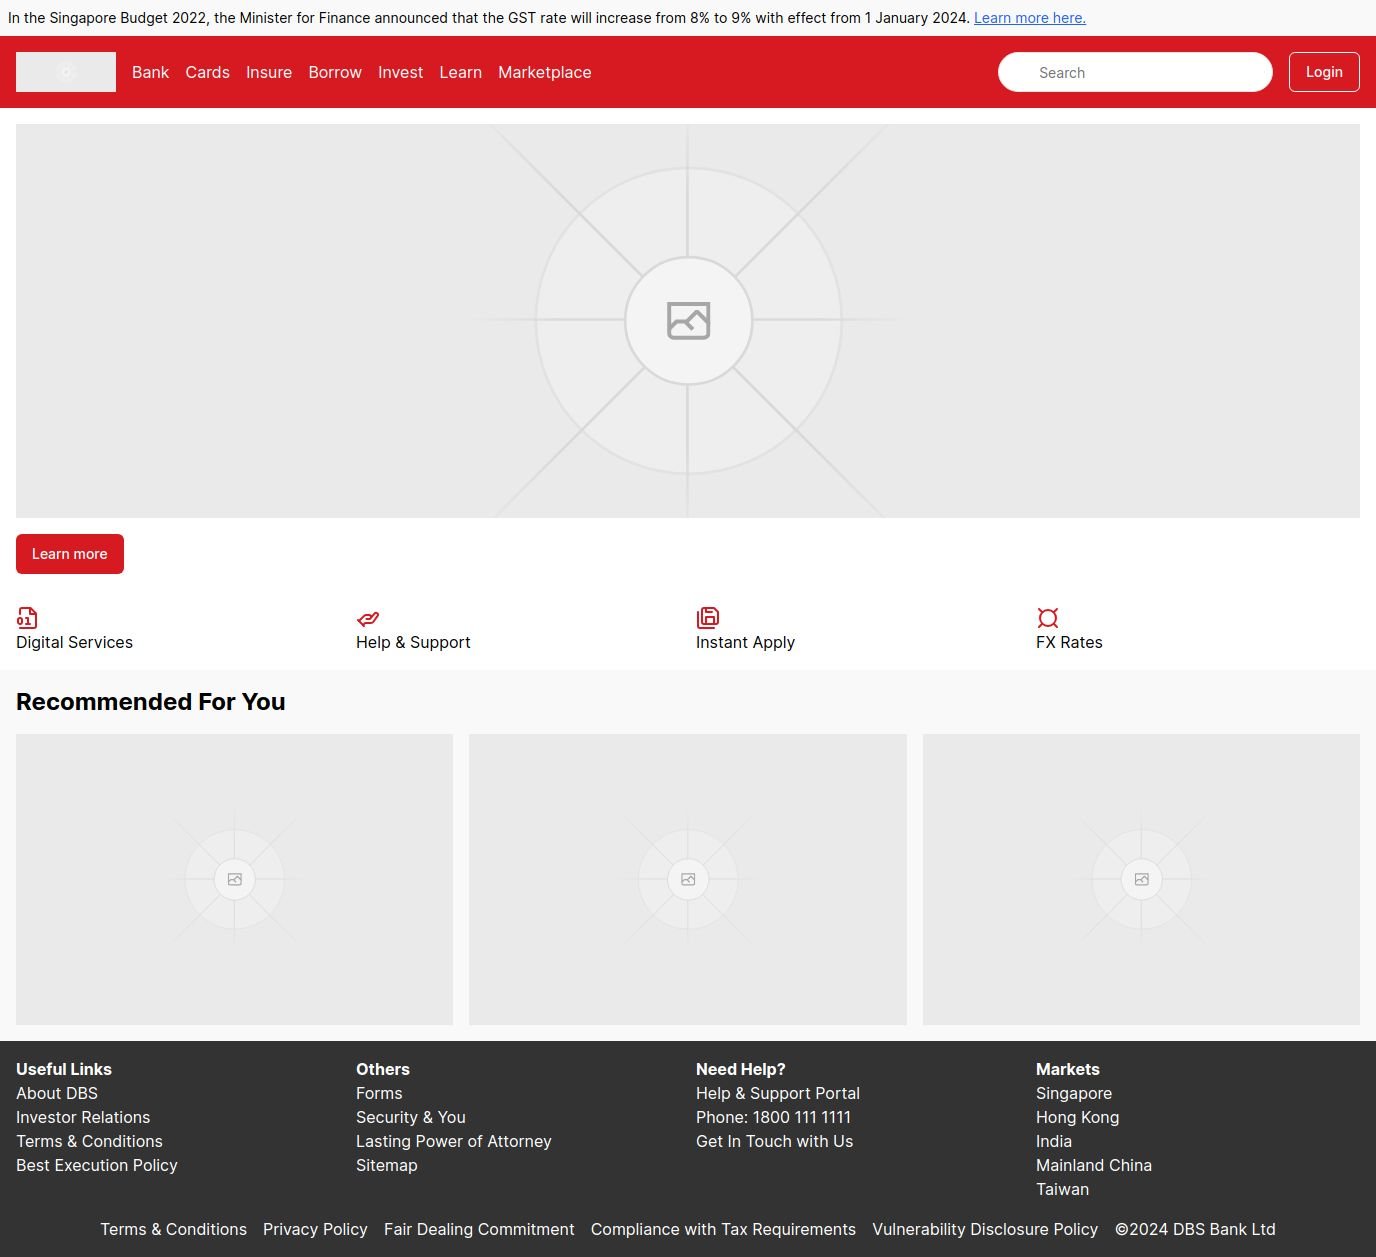 In the Singapore Budget 2022, the Minister for Finance announced that the GST rate will increase from 8% to 9% with effect from 1 January 2024. Learn more here.
Bank Cards Insure Borrow Invest Learn Marketplace Search Login
Learn more
Digital Services Help & Support Instant Apply FX Rates
Recommended For You
Useful Links
About DBS
Investor Relations
Terms & Conditions
Best Execution Policy
Others
Forms
Security & You
Lasting Power of Attorney
Sitemap
Need Help?
Help & Support Portal
Phone: 1800 111 1111
Get In Touch with Us
Markets
Singapore
Hong Kong
India
Mainland China
Taiwan
Terms & Conditions Privacy Policy Fair Dealing Commitment Compliance with Tax Requirements Vulnerability Disclosure Policy ©2024 DBS Bank Ltd